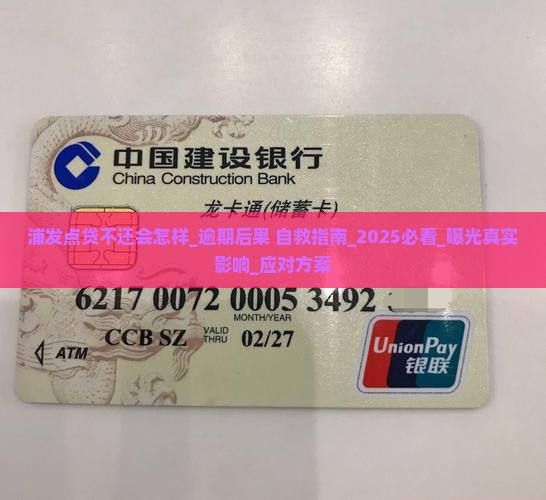 中国建设银行
China Construction Bank
龙卡通(储蓄卡)
浦发点贷不还会怎样_逾期后果 自救指南_2025必看_曝光真实
影响_应对方案
6217 0072 0005 3492
MONTH/YEAR
CCB SZ VALID THRU 02/27
ATM
UnionPay
银联